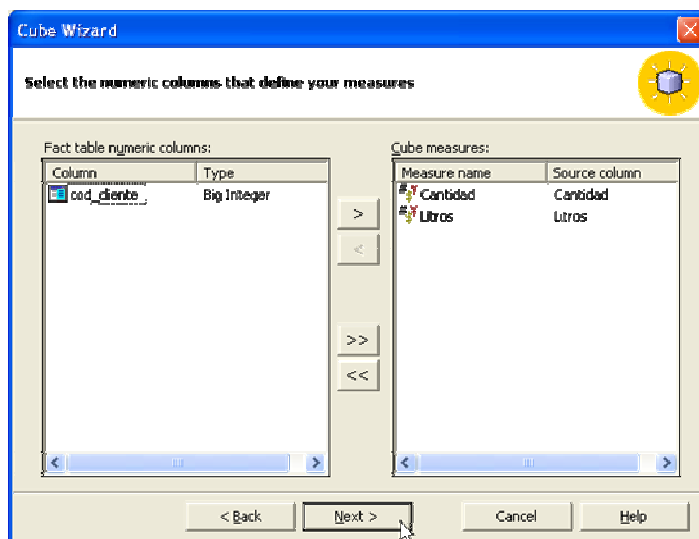 Cube Wizard
Select the numeric columns that define your measures
Fact table numeric columns:
Column Type
cod_cliente Big Integer
>
<
>>
<<
Cube measures:
Measure name Source column
Cantidad Cantidad
Litros Litros
< Back Next > Cancel Help